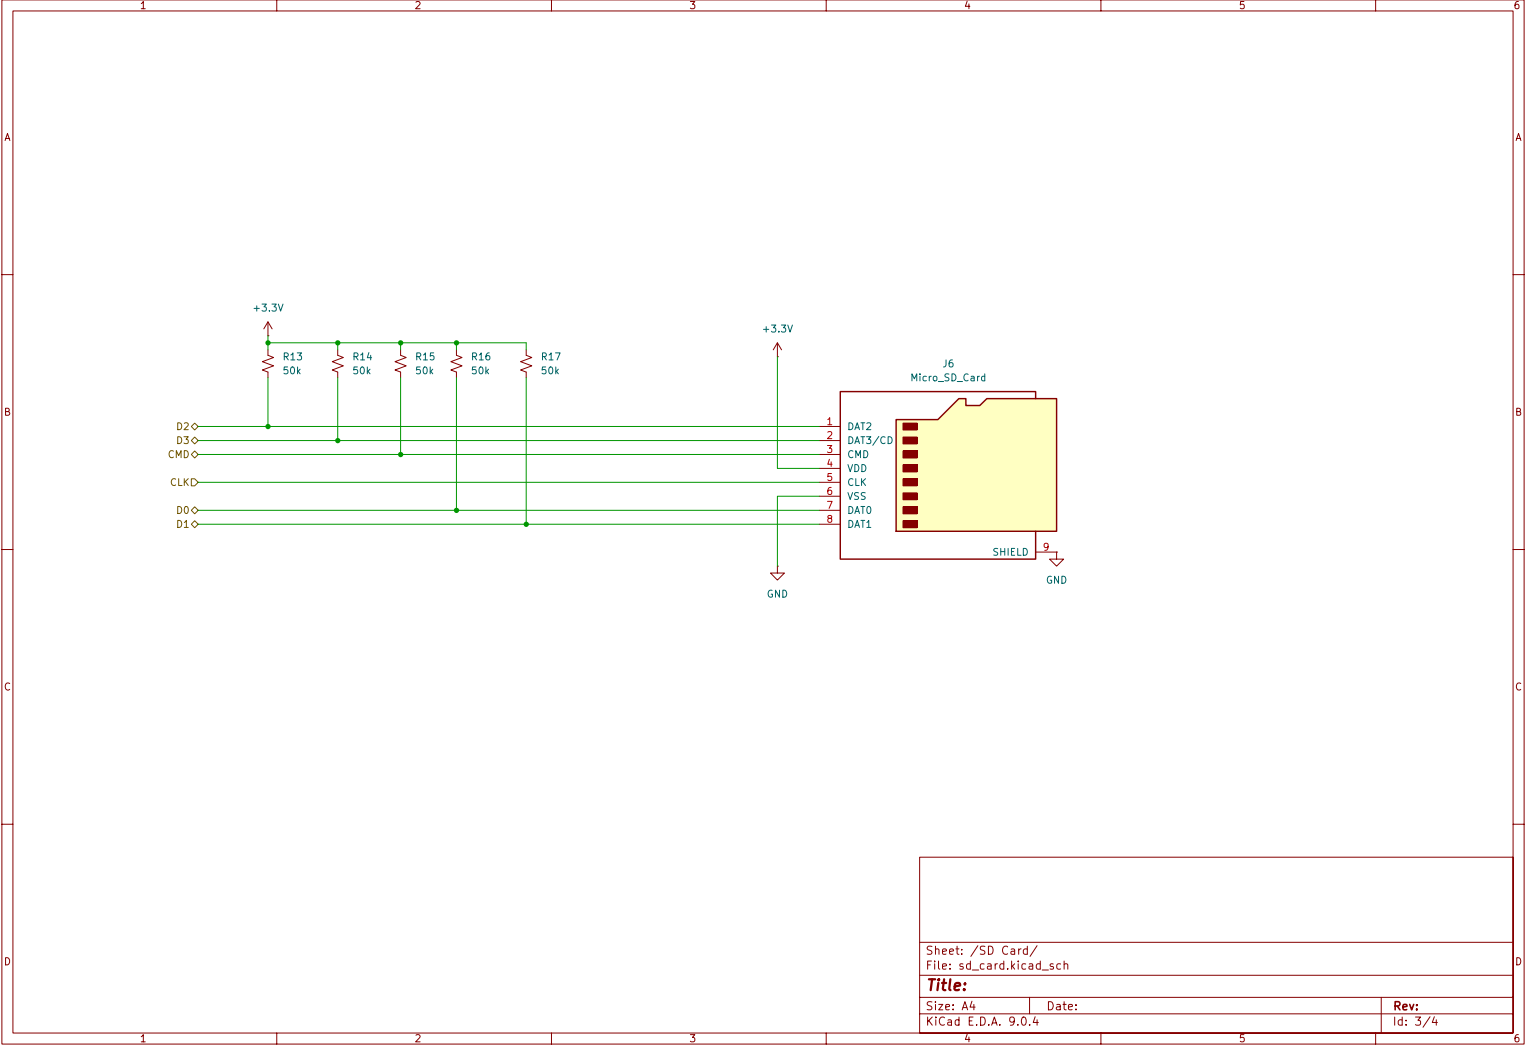 1 2 3 4 5 6
A A
+3.3V
+3.3V
R13 R14 R15 R16 R17
50k 50k 50k 50k 50k
J6
Micro_SD_Card
B B
D2 1 DAT2
D3 2 DAT3/CD
CMD 3 CMD
4 VDD
CLK 5 CLK
6 VSS
D0 7 DAT0
D1 8 DAT1
SHIELD 9
GND
GND
C C
D D
Sheet: /SD Card/
File: sd_card.kicad_sch
Title:
Size: A4 Date: Rev:
KiCad E.D.A. 9.0.4 Id: 3/4
1 2 3 4 5 6